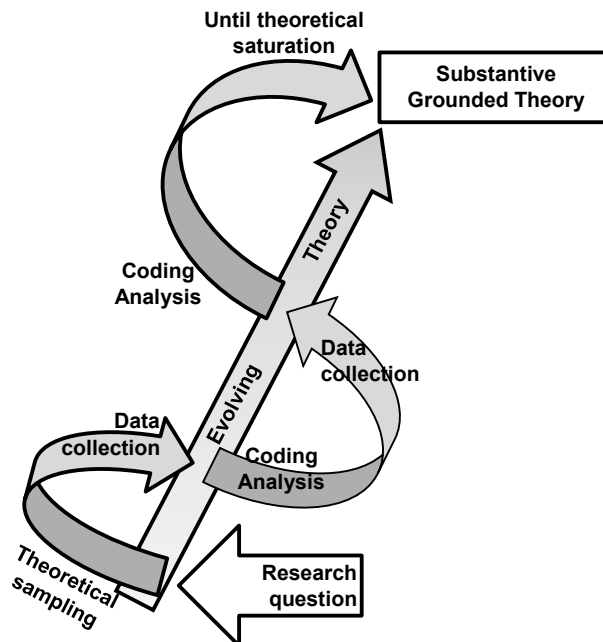 Until theoretical
saturation
Substantive
Grounded Theory
Theory
Coding
Analysis
Data
collection
Evolving
Data
collection
Coding
Analysis
Theoretical
sampling
Research
question